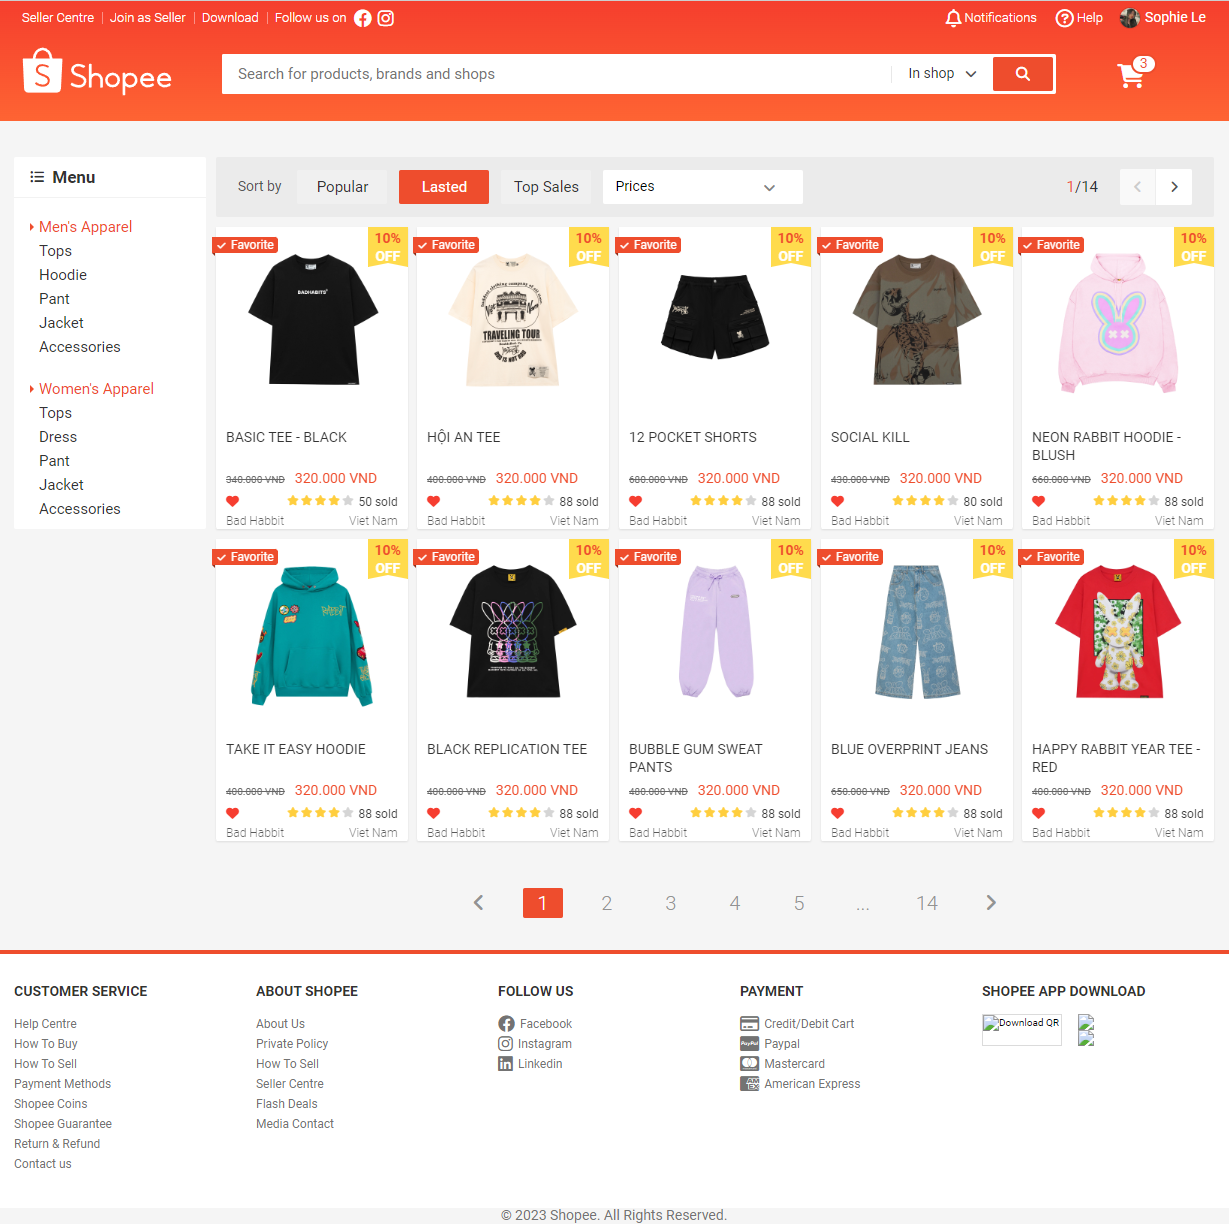 Seller Centre Join as Seller Download Follow us on Notifications Help Sophie Le
S Shopee Search for products, brands and shops In shop 3
Menu
Sort by Popular Lasted Top Sales Prices 1/14
Men's Apparel
Tops
Hoodie
Pant
Jacket
Accessories
Women's Apparel
Tops
Dress
Pant
Jacket
Accessories
Favorite 10% OFF
BADHABITS
BASIC TEE - BLACK
340.000 VND 320.000 VND
50 sold
Bad Habbit Viet Nam
Favorite 10% OFF
TRAVELING TOUR
HỘI AN TEE
400.000 VND 320.000 VND
88 sold
Bad Habbit Viet Nam
Favorite 10% OFF
12 POCKET SHORTS
680.000 VND 320.000 VND
88 sold
Bad Habbit Viet Nam
Favorite 10% OFF
SOCIAL KILL
430.000 VND 320.000 VND
80 sold
Bad Habbit Viet Nam
Favorite 10% OFF
NEON RABBIT HOODIE -
BLUSH
660.000 VND 320.000 VND
88 sold
Bad Habbit Viet Nam
Favorite 10% OFF
TAKE IT EASY HOODIE
480.000 VND 320.000 VND
88 sold
Bad Habbit Viet Nam
Favorite 10% OFF
BLACK REPLICATION TEE
400.000 VND 320.000 VND
88 sold
Bad Habbit Viet Nam
Favorite 10% OFF
BUBBLE GUM SWEAT
PANTS
480.000 VND 320.000 VND
88 sold
Bad Habbit Viet Nam
Favorite 10% OFF
BLUE OVERPRINT JEANS
650.000 VND 320.000 VND
88 sold
Bad Habbit Viet Nam
Favorite 10% OFF
HAPPY RABBIT YEAR TEE -
RED
400.000 VND 320.000 VND
88 sold
Bad Habbit Viet Nam
1 2 3 4 5 ... 14
CUSTOMER SERVICE
Help Centre
How To Buy
How To Sell
Payment Methods
Shopee Coins
Shopee Guarantee
Return & Refund
Contact us
ABOUT SHOPEE
About Us
Private Policy
How To Sell
Seller Centre
Flash Deals
Media Contact
FOLLOW US
Facebook
Instagram
Linkedin
PAYMENT
Credit/Debit Cart
Paypal
Mastercard
American Express
SHOPEE APP DOWNLOAD
Download QR
© 2023 Shopee. All Rights Reserved.